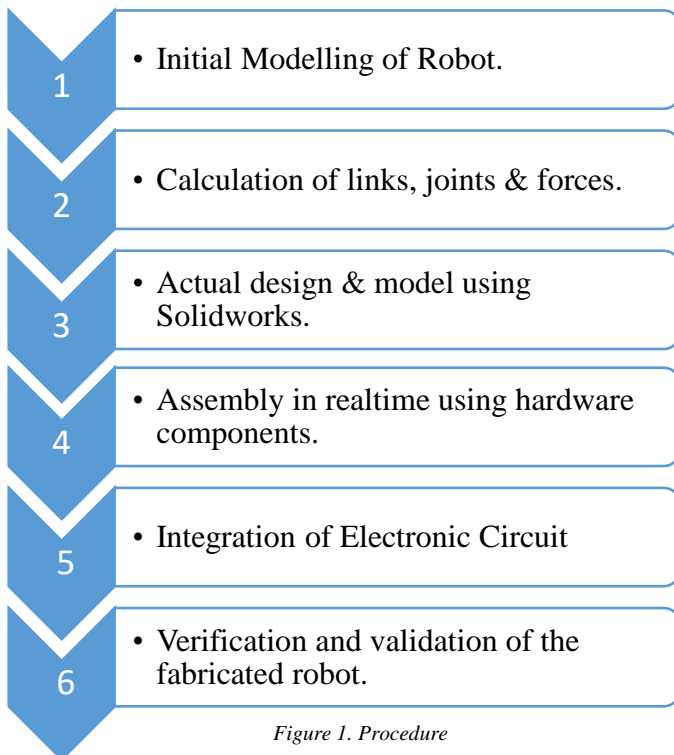 1
• Initial Modelling of Robot.
2
• Calculation of links, joints & forces.
3
• Actual design & model using
Solidworks.
4
• Assembly in realtime using hardware
components.
5
• Integration of Electronic Circuit
6
• Verification and validation of the
fabricated robot.
Figure 1. Procedure